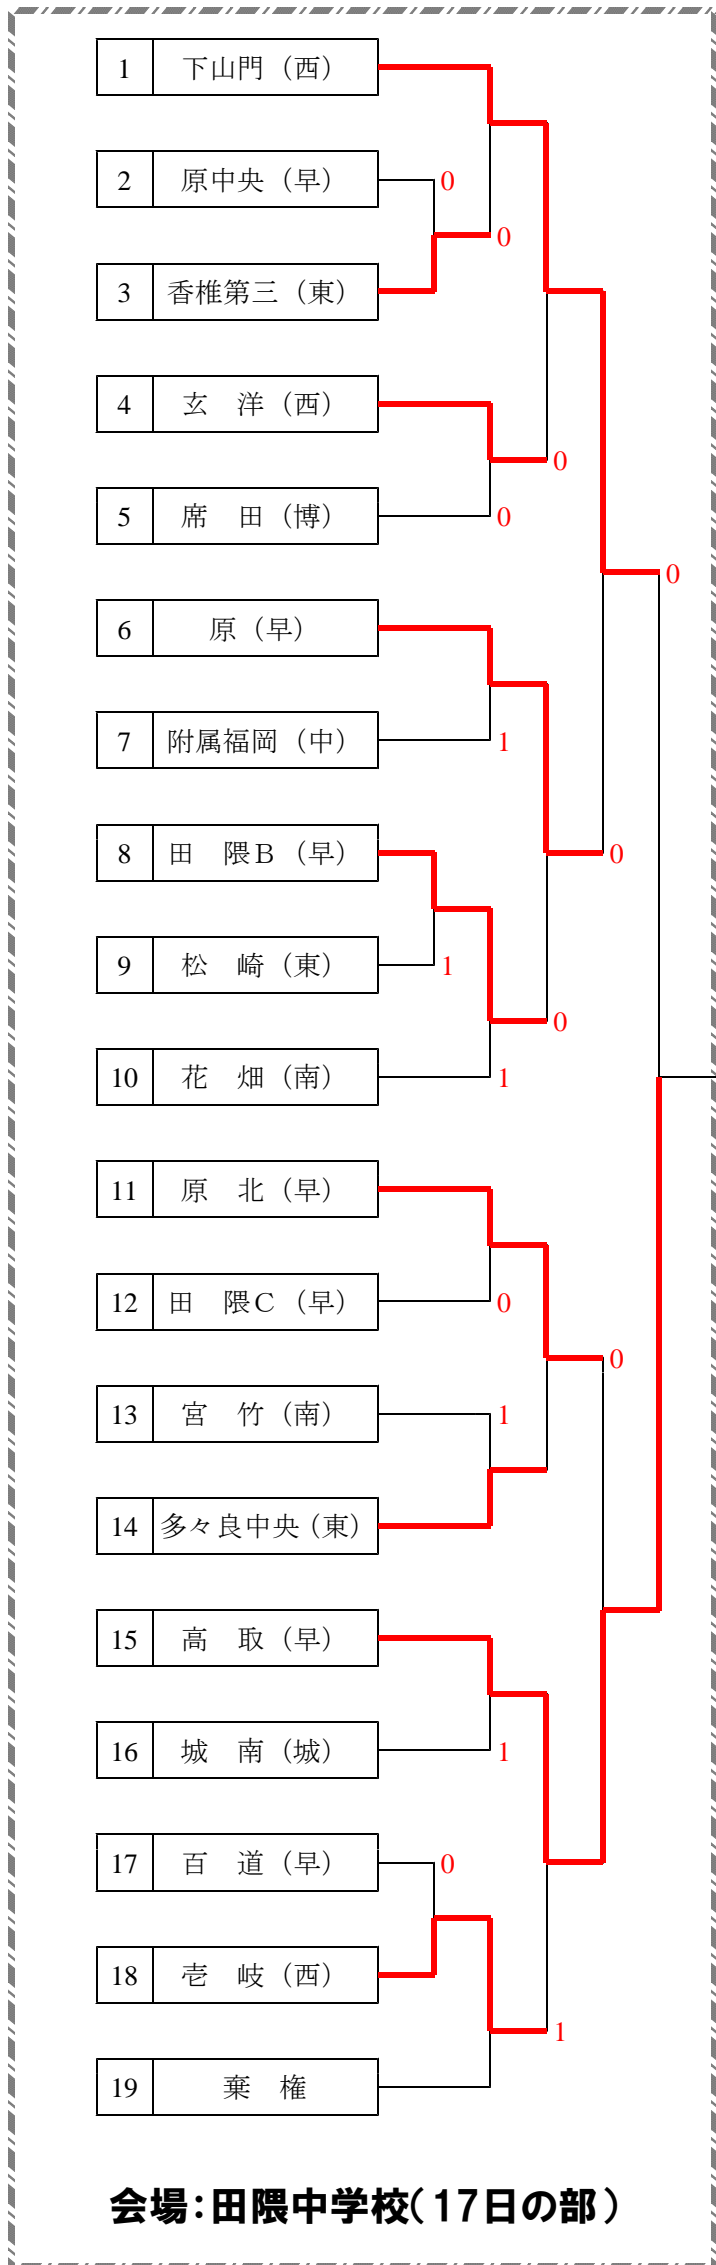 1 下山門（西）
2 原中央（早） 0
0
3 香椎第三（東）
4 玄　洋（西）
0
5 席　田（博） 0
0
6 原（早）
7 附属福岡（中） 1
8 田　隈Ｂ（早） 0
9 松　崎（東） 1
0
10 花　畑（南） 1
11 原　北（早）
12 田　隈Ｃ（早） 0
0
13 宮　竹（南） 1
14 多々良中央（東）
15 高　取（早）
16 城　南（城） 1
17 百　道（早） 0
18 壱　岐（西）
1
19 棄　権
会場：田隈中学校（17日の部）